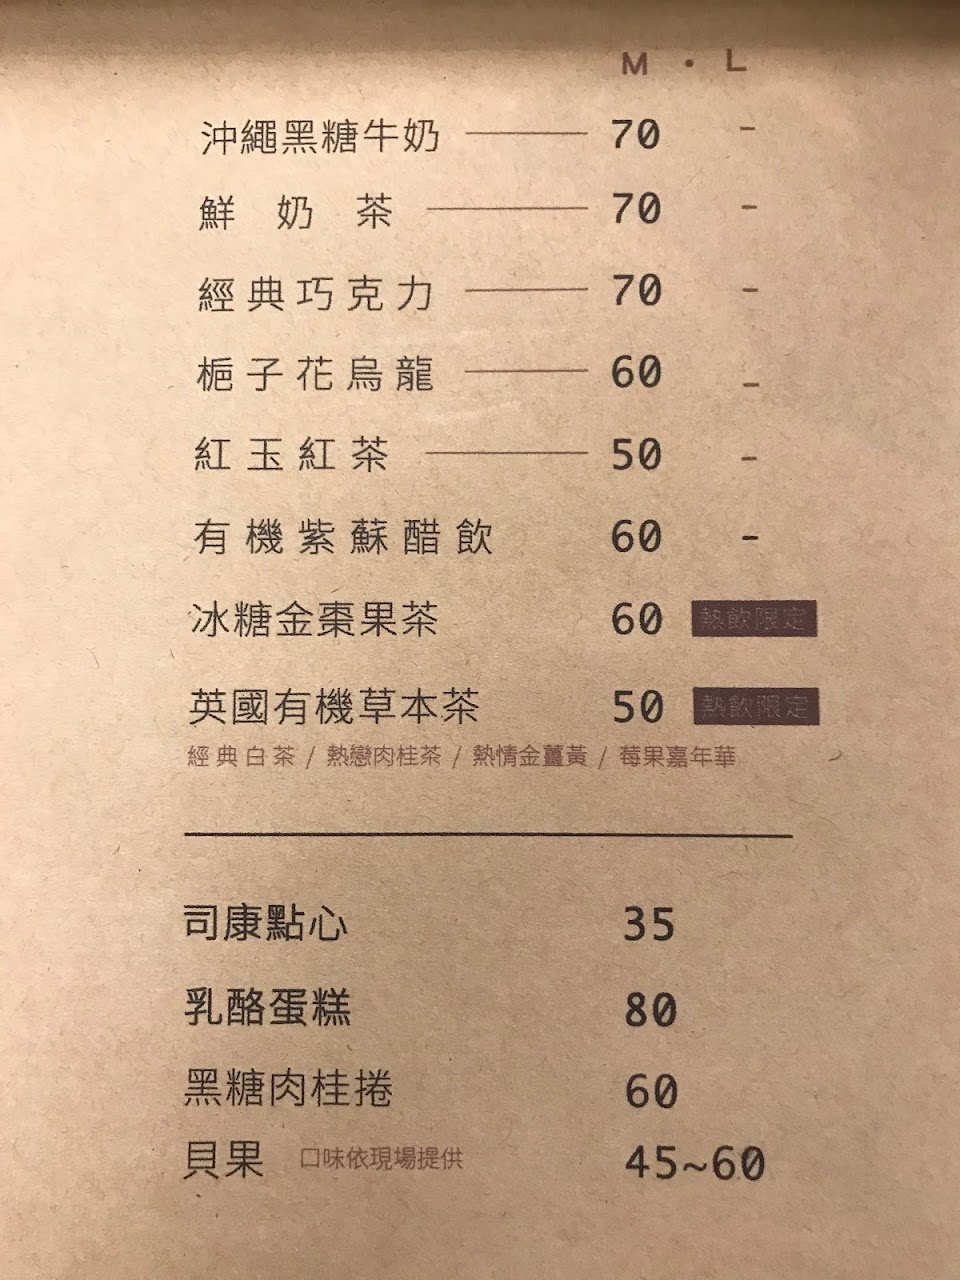 M · L
沖繩黑糖牛奶 70 -
鮮奶茶 70 -
經典巧克力 70 -
梔子花烏龍 60 -
紅玉紅茶 50 -
有機紫蘇醋飲 60 -
冰糖金棗果茶 60 熱飲限定
英國有機草本茶 50 熱飲限定
經典白茶 / 熱戀肉桂茶 / 熱情金薑黃 / 莓果嘉年華
司康點心 35
乳酪蛋糕 80
黑糖肉桂捲 60
貝果 口味依現場提供 45~60